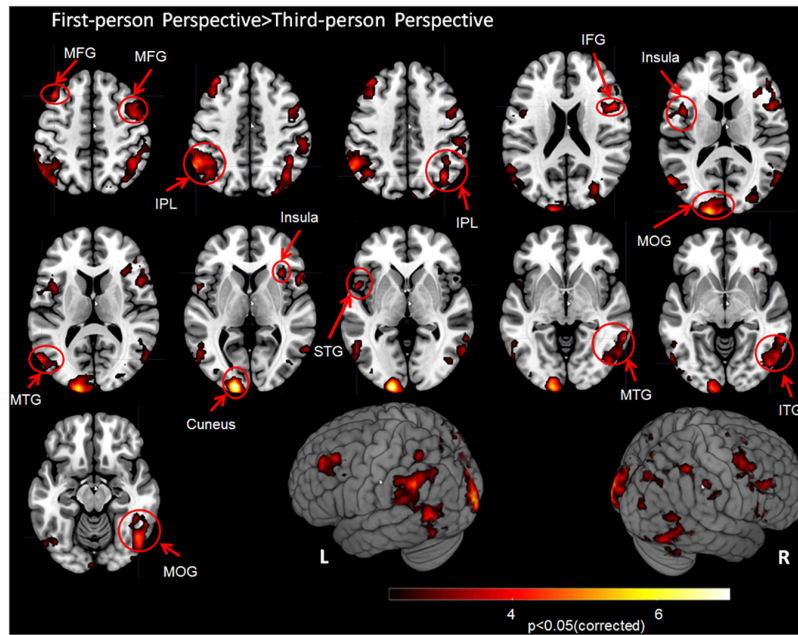 First-person Perspective>Third-person Perspective
MFG
MFG
IFG
Insula
IPL
IPL
MOG
Insula
STG
MTG
Cuneus
MTG
ITG
MOG
L
R
4
6
p<0.05(corrected)